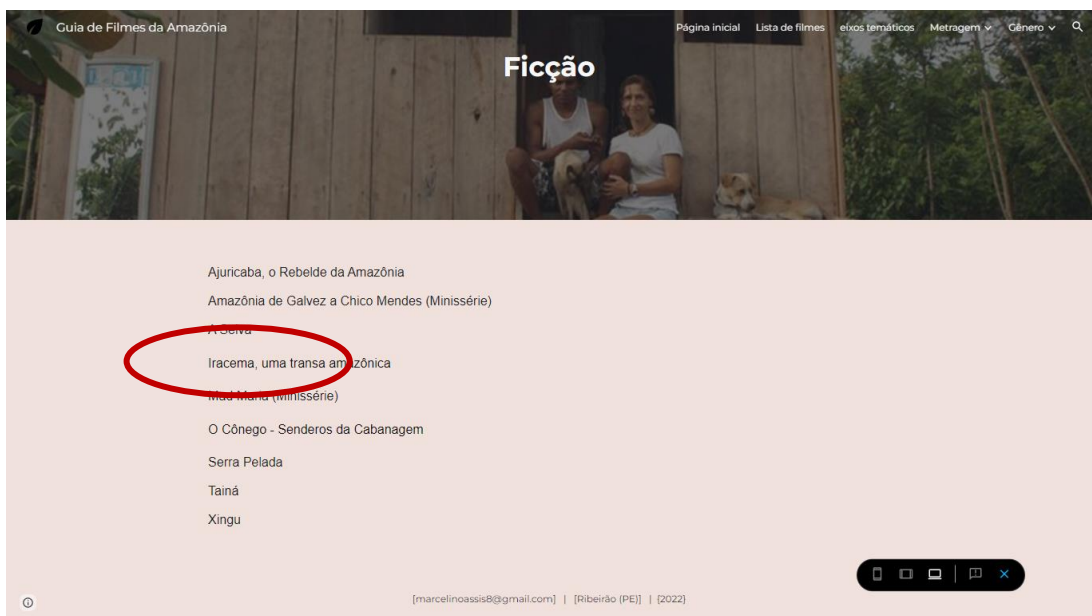 Guia de Filmes da Amazônia
Página inicial Lista de filmes eixos temáticos Metragem Gênero
Ficção
Ajuricaba, o Rebelde da Amazônia
Amazônia de Galvez a Chico Mendes (Minissérie)
A Selva
Iracema, uma transa amazônica
Mad Maria (Minissérie)
O Cônego - Senderos da Cabanagem
Serra Pelada
Tainá
Xingu
[marcelinoassis8@gmail.com] | [Ribeirão (PE)] | [2022]